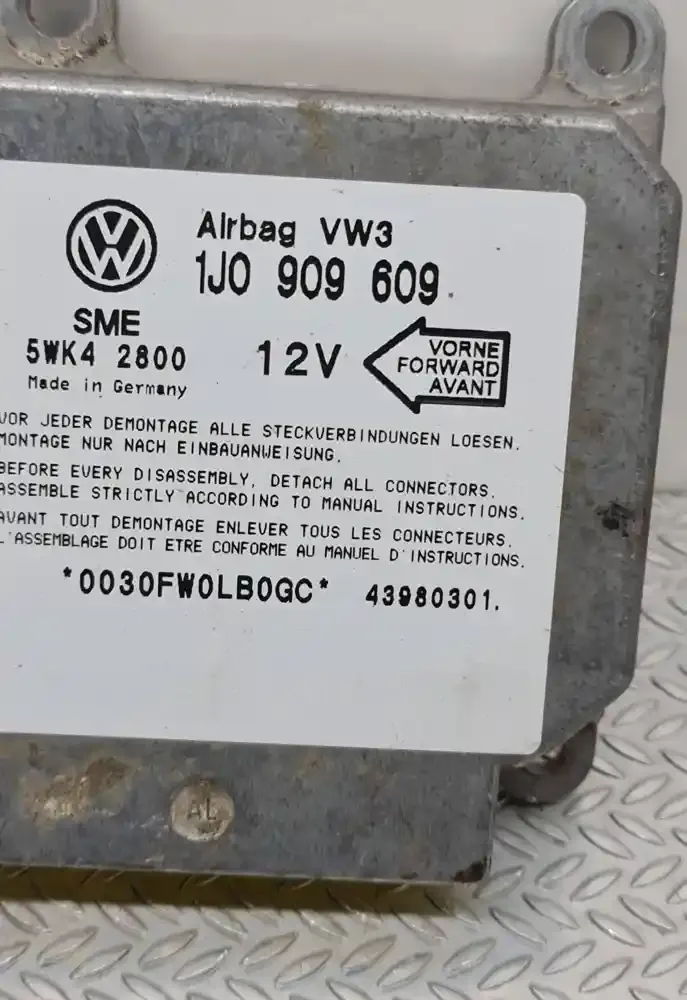 Airbag VW3
1J0 909 609.
SME
5WK4 2800
12V
VORNE
FORWARD
AVANT
Made in Germany
VOR JEDER DEMONTAGE ALLE STECKVERBINDUNGEN LOESEN.
MONTAGE NUR NACH EINBAUANWEISUNG.
BEFORE EVERY DISASSEMBLY, DETACH ALL CONNECTORS.
ASSEMBLE STRICTLY ACCORDING TO MANUAL INSTRUCTIONS.
AVANT TOUT DEMONTAGE ENLEVER TOUS LES CONNECTEURS.
L'ASSEMBLAGE DOIT ETRE CONFORME AU MANUEL D'INSTRUCTIONS.
*0030FW0LB0GC* 43980301.
AL